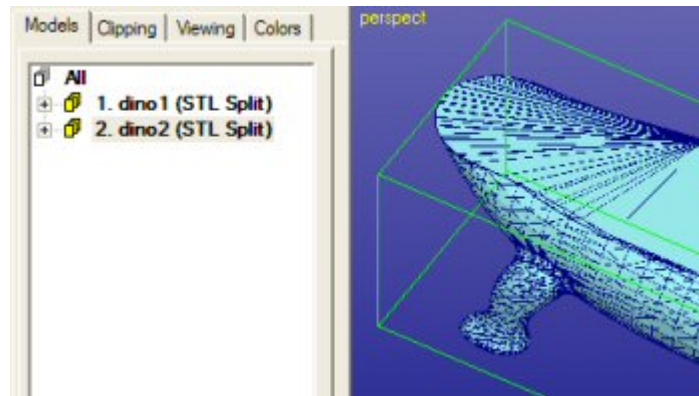 Models Clipping Viewing Colors
perspect
All
1. dino1 (STL Split)
2. dino2 (STL Split)